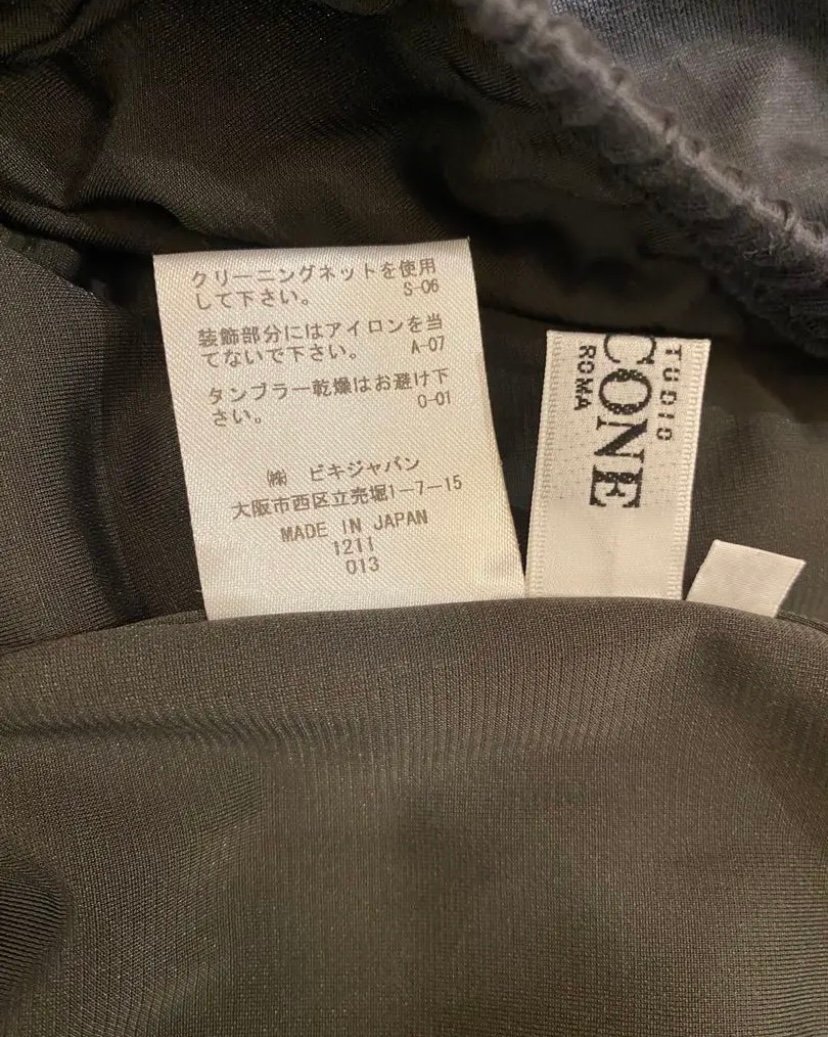 クリーニングネットを使用
して下さい。 S-06
装飾部分にはアイロンを当
てないで下さい。 A-07
タンブラー乾燥はお避け下
さい。 O-01
㈱ ビキジャパン
大阪市西区立売堀1-7-15
MADE IN JAPAN
1211
013
TUDIO
CONE
ROMA